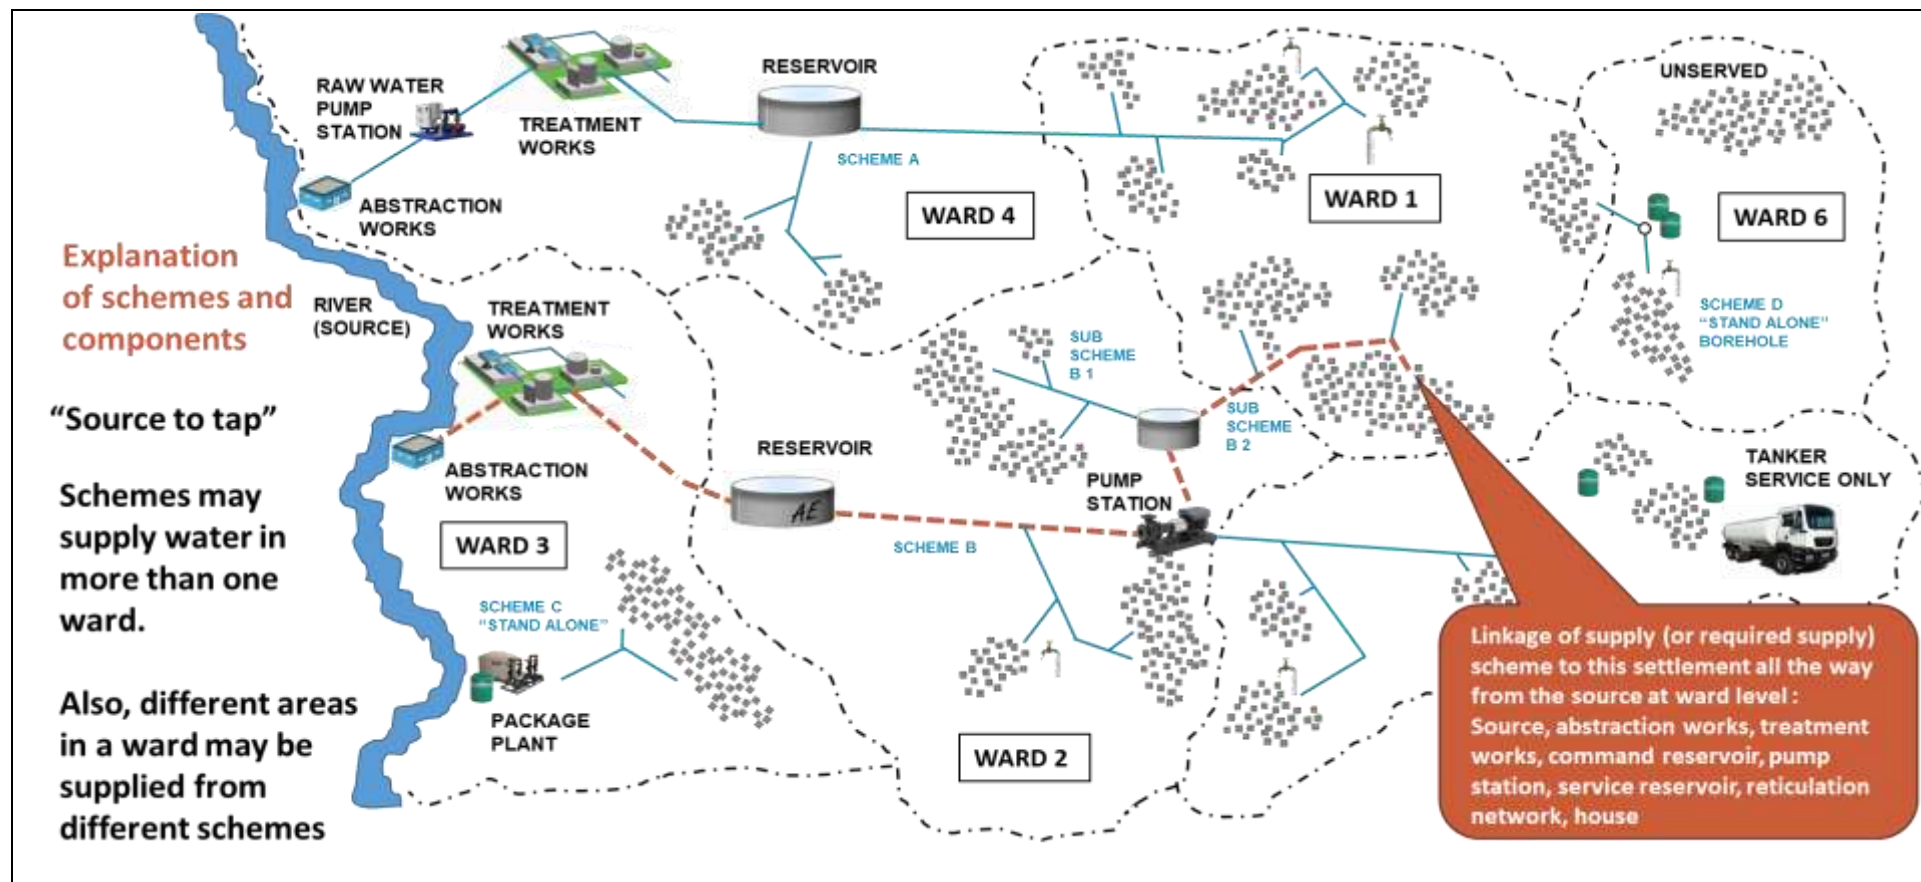 RAW WATER
PUMP
STATION
TREATMENT
WORKS
RESERVOIR
SCHEME A
ABSTRACTION
WORKS
WARD 4
WARD 1
UNSERVED
WARD 6
SCHEME D
“STAND ALONE”
BOREHOLE
Explanation
of schemes and
components
RIVER
(SOURCE)
TREATMENT
WORKS
SUB
SCHEME
B 1
SUB
SCHEME
B 2
“Source to tap”
ABSTRACTION
WORKS
RESERVOIR
AE
PUMP
STATION
TANKER
SERVICE ONLY
Schemes may
supply water in
more than one
ward.
WARD 3
SCHEME B
SCHEME C
“STAND ALONE”
PACKAGE
PLANT
WARD 2
Also, different areas
in a ward may be
supplied from
different schemes
Linkage of supply (or required supply)
scheme to this settlement all the way
from the source at ward level :
Source, abstraction works, treatment
works, command reservoir, pump
station, service reservoir, reticulation
network, house